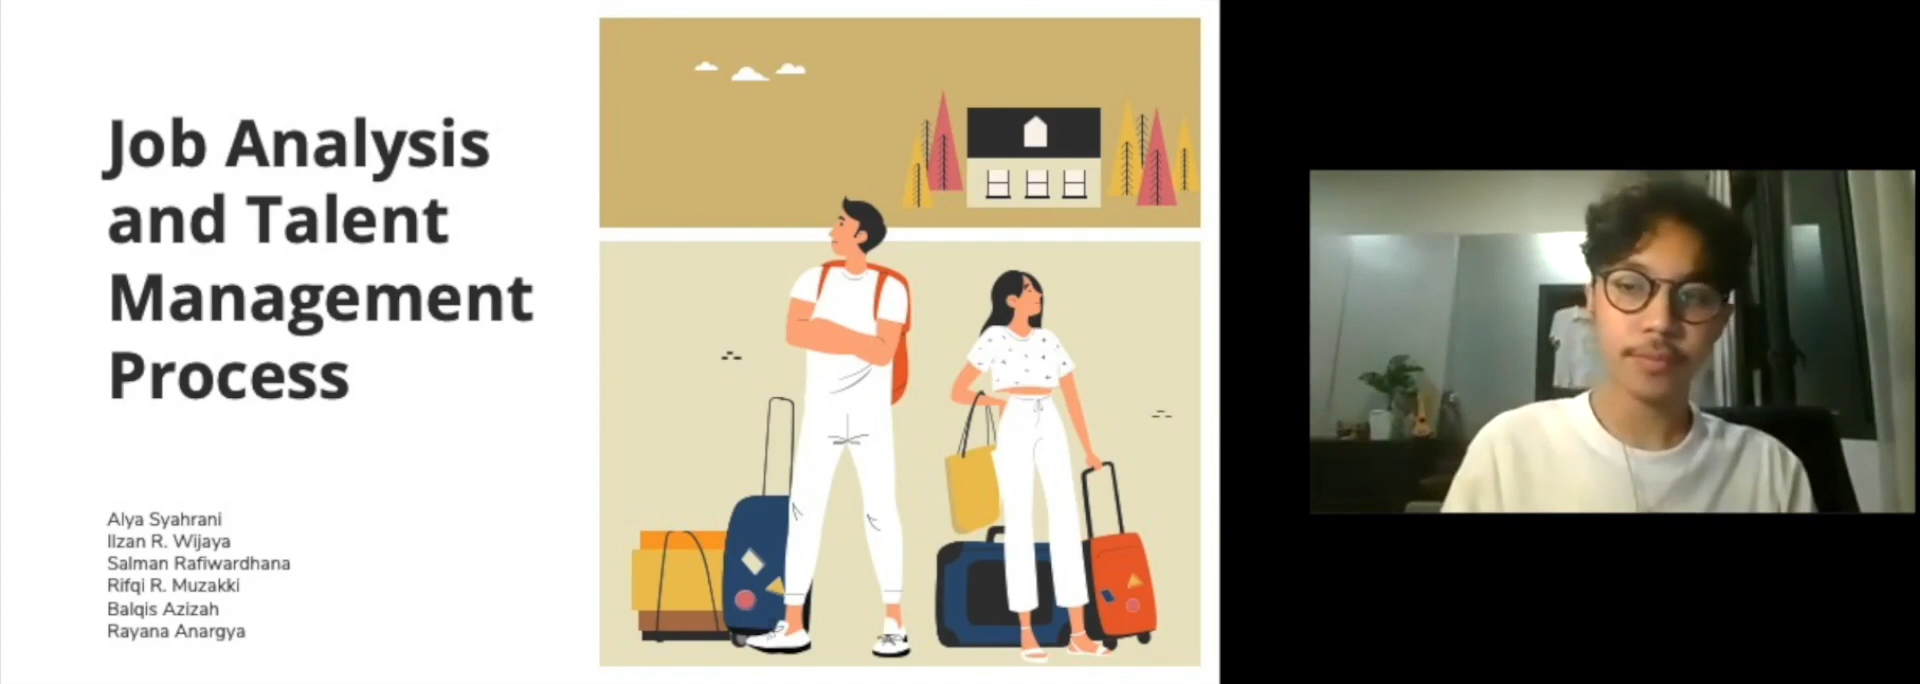 Job Analysis
and Talent
Management
Process
Alya Syahrani
Ilzan R. Wijaya
Salman Rafiwardhana
Rifqi R. Muzakki
Balqis Azizah
Rayana Anargya